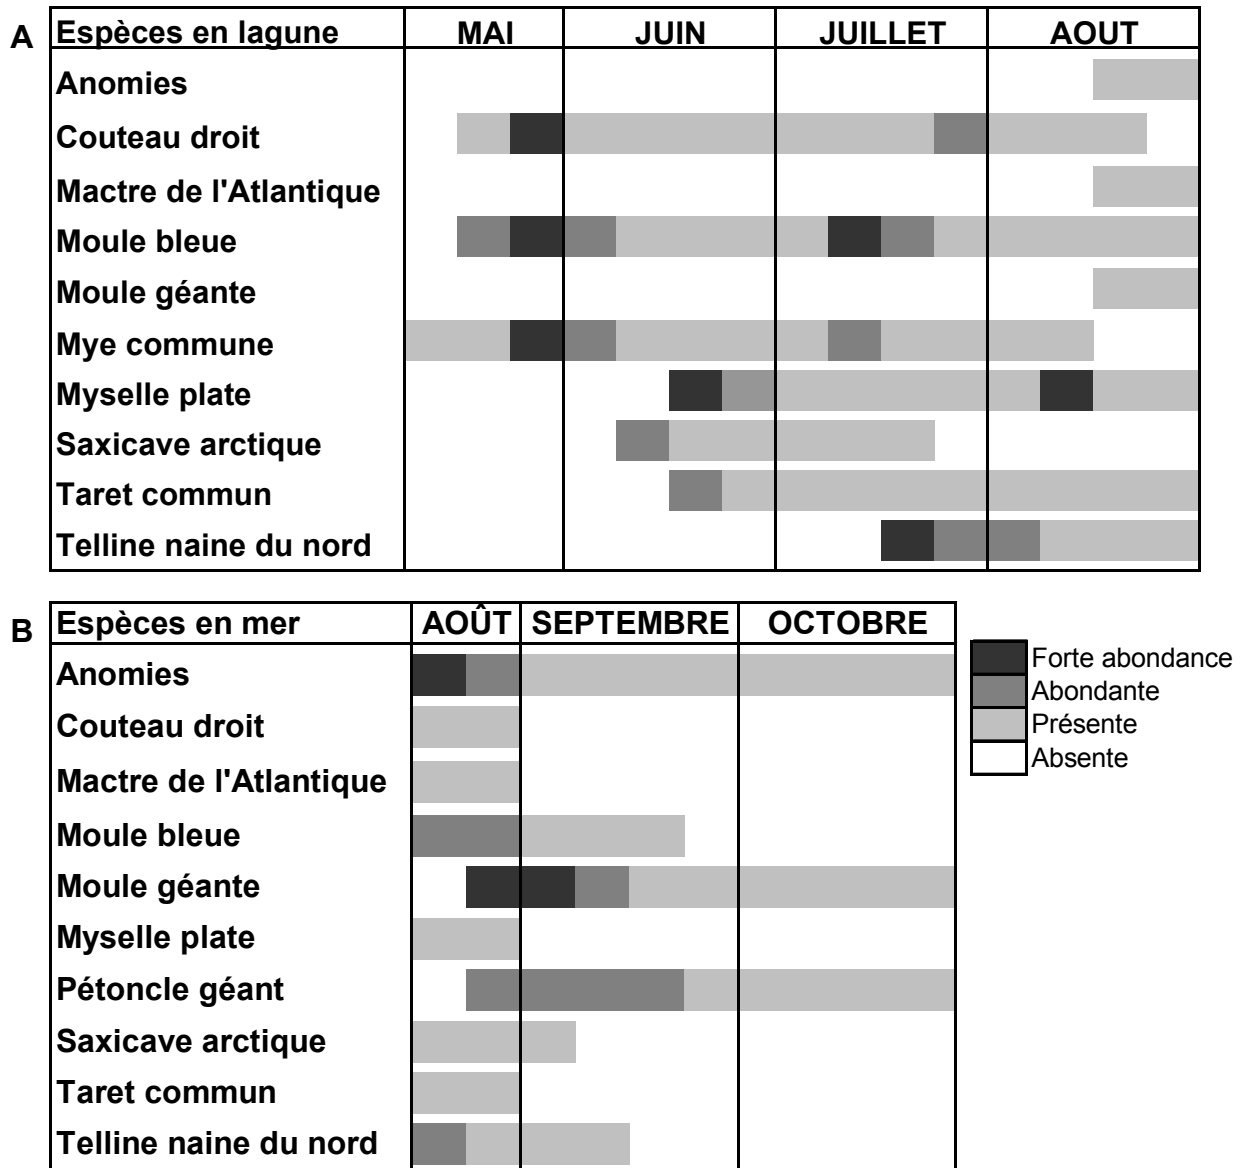 A
Espèces en lagune MAI JUIN JUILLET AOUT
Anomies
Couteau droit
Mactre de l'Atlantique
Moule bleue
Moule géante
Mye commune
Myselle plate
Saxicave arctique
Taret commun
Telline naine du nord
B
Espèces en mer AOÛT SEPTEMBRE OCTOBRE
Anomies
Couteau droit
Mactre de l'Atlantique
Moule bleue
Moule géante
Myselle plate
Pétoncle géant
Saxicave arctique
Taret commun
Telline naine du nord
Forte abondance
Abondante
Présente
Absente